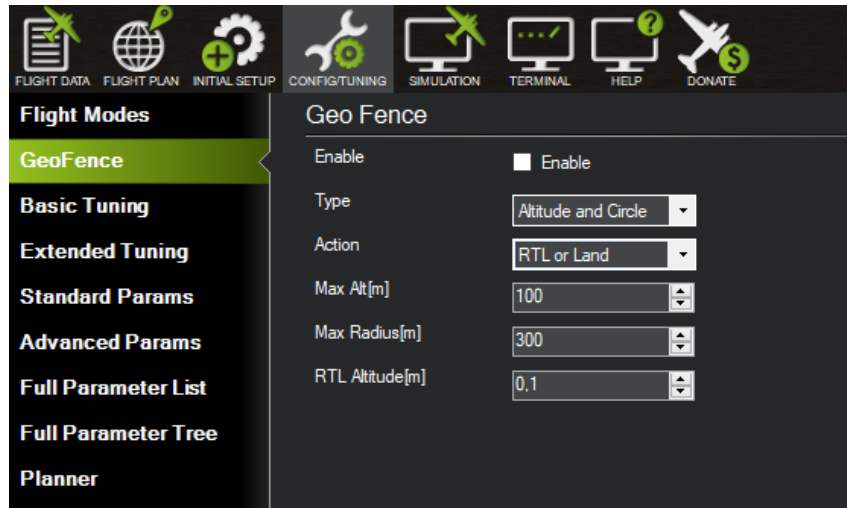 FLIGHT DATA FLIGHT PLAN INITIAL SETUP CONFIG/TUNING SIMULATION TERMINAL HELP DONATE
Flight Modes
GeoFence
Basic Tuning
Extended Tuning
Standard Params
Advanced Params
Full Parameter List
Full Parameter Tree
Planner
Geo Fence
Enable Enable
Type Altitude and Circle
Action RTL or Land
Max Alt[m] 100
Max Radius[m] 300
RTL Altitude[m] 0,1